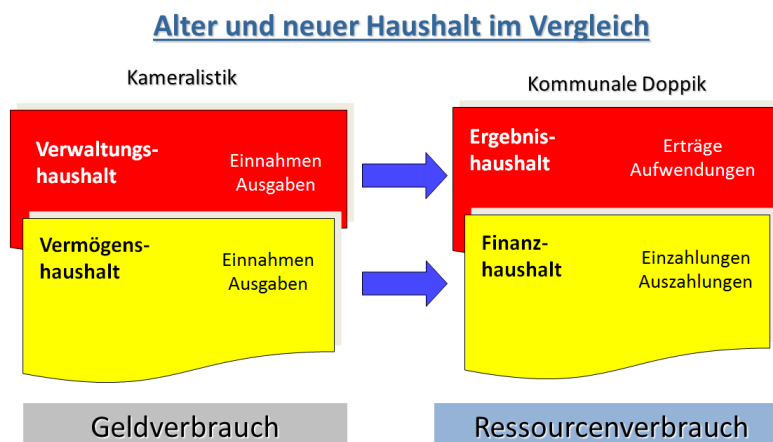 Alter und neuer Haushalt im Vergleich
Kameralistik
Verwaltungs-
haushalt
Einnahmen
Ausgaben
Vermögens-
haushalt
Einnahmen
Ausgaben
Geldverbrauch
Kommunale Doppik
Ergebnis-
haushalt
Erträge
Aufwendungen
Finanz-
haushalt
Einzahlungen
Auszahlungen
Ressourcenverbrauch